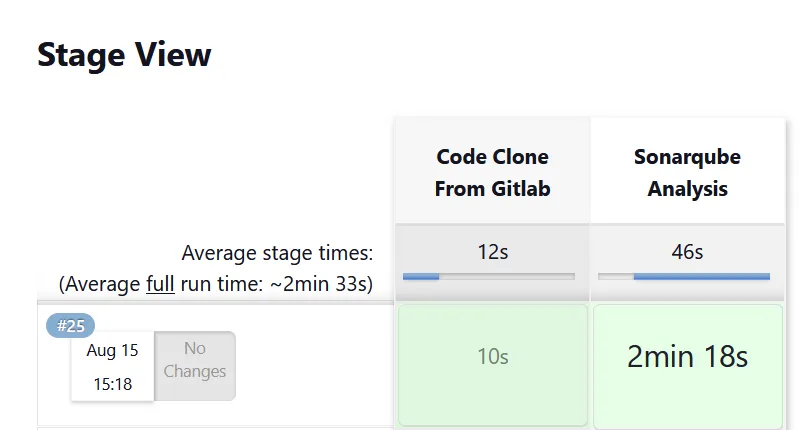 Stage View
Code Clone
From Gitlab
Sonarqube
Analysis
Average stage times:
(Average full run time: ~2min 33s)
12s
46s
#25
Aug 15
15:18
No
Changes
10s
2min 18s